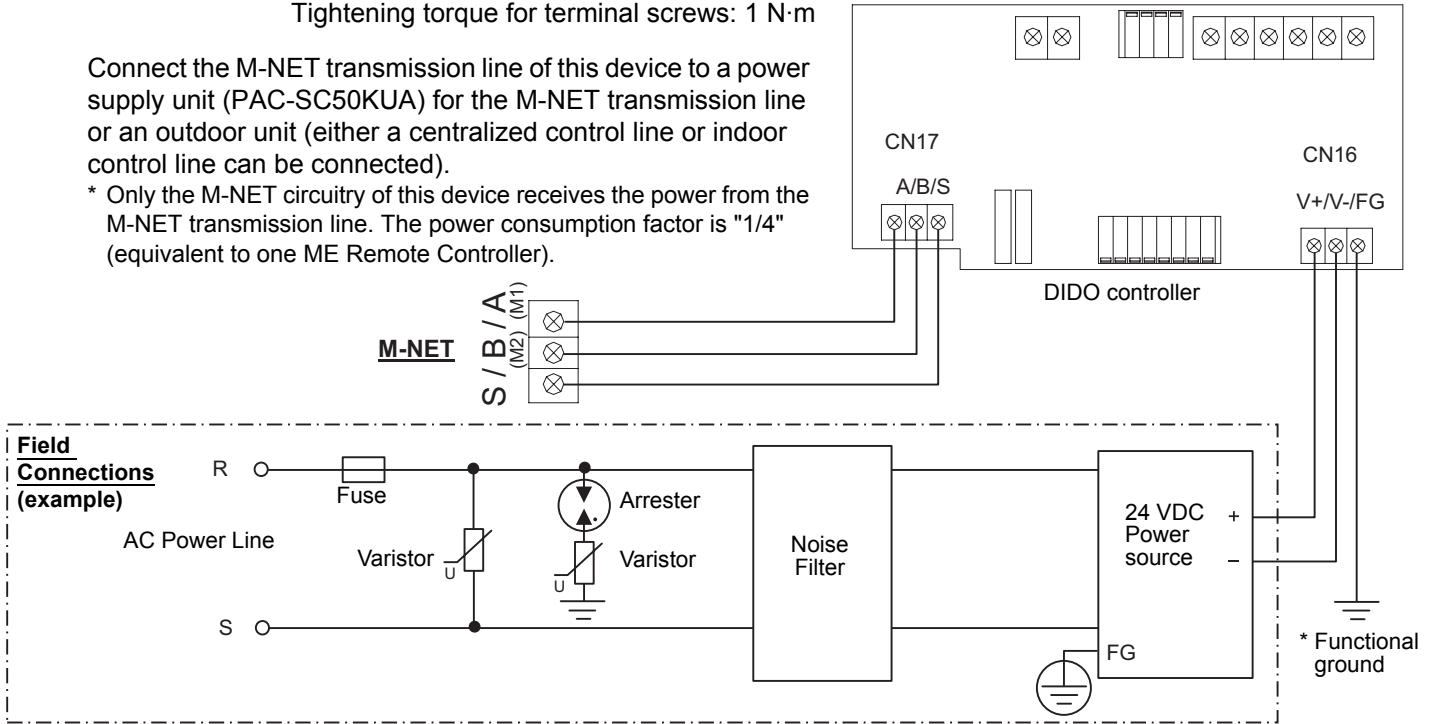 Tightening torque for terminal screws: 1 N·m
Connect the M-NET transmission line of this device to a power
supply unit (PAC-SC50KUA) for the M-NET transmission line
or an outdoor unit (either a centralized control line or indoor
control line can be connected).
* Only the M-NET circuitry of this device receives the power from the
M-NET transmission line. The power consumption factor is "1/4"
(equivalent to one ME Remote Controller).
CN17
A/B/S
CN16
V+/V-/FG
DIDO controller
M-NET
S / B / A
(M2) (M1)
Field
Connections
(example)
R
Fuse
Arrester
AC Power Line
Varistor
U
Varistor
U
S
Noise
Filter
24 VDC
Power
source
+
−
FG
* Functional
ground